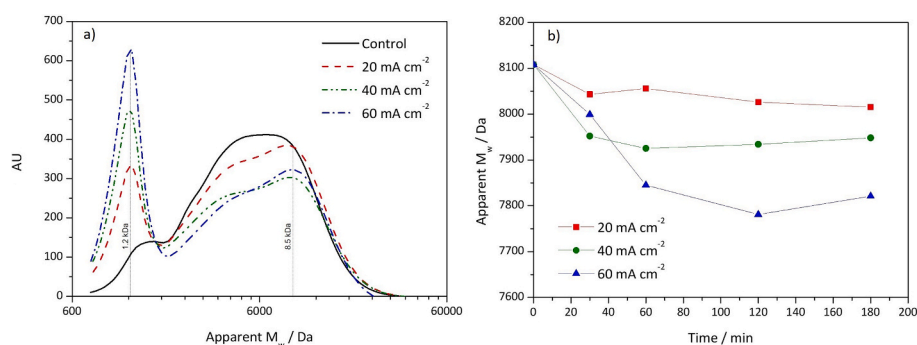 a)
Control
20 mA cm-2
40 mA cm-2
60 mA cm-2
700
600
500
400
300
200
100
0
AU
1.2 kDa
8.5 kDa
600
6000
60000
Apparent Mw / Da
b)
8200
8100
8000
7900
7800
7700
7600
Apparent Mw / Da
20 mA cm-2
40 mA cm-2
60 mA cm-2
0 20 40 60 80 100 120 140 160 180 200
Time / min